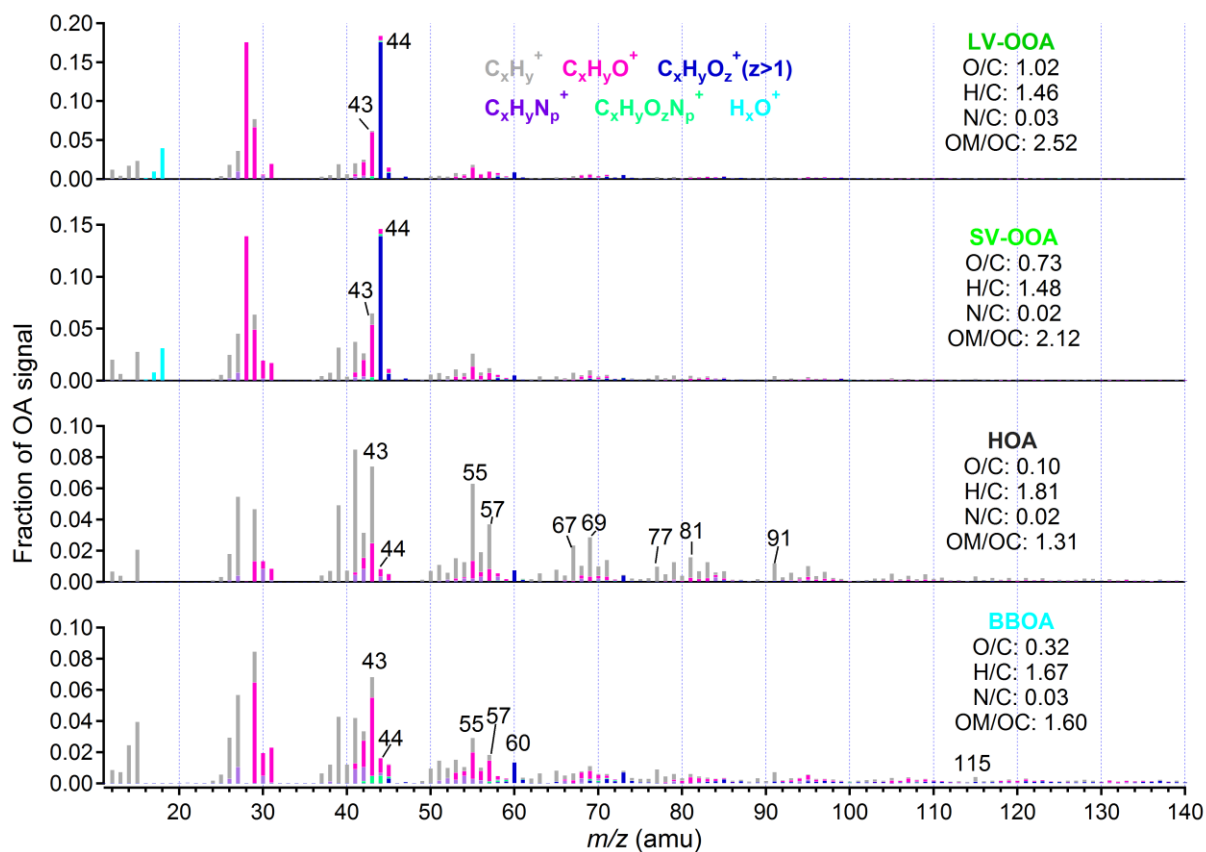 Fraction of OA signal
0.20
0.15
0.10
0.05
0.00
43
44
CxHy+ CxHyO+ CxHyOz+(z>1)
CxHyNp+ CxHyOzNp+ HxO+
LV-OOA
O/C: 1.02
H/C: 1.46
N/C: 0.03
OM/OC: 2.52
0.15
0.10
0.05
0.00
43
44
SV-OOA
O/C: 0.73
H/C: 1.48
N/C: 0.02
OM/OC: 2.12
0.10
0.08
0.06
0.04
0.02
0.00
43
44
55
57
67
69
77
81
91
HOA
O/C: 0.10
H/C: 1.81
N/C: 0.02
OM/OC: 1.31
0.10
0.08
0.06
0.04
0.02
0.00
43
44
55
57
60
115
BBOA
O/C: 0.32
H/C: 1.67
N/C: 0.03
OM/OC: 1.60
20 30 40 50 60 70 80 90 100 110 120 130 140
m/z (amu)